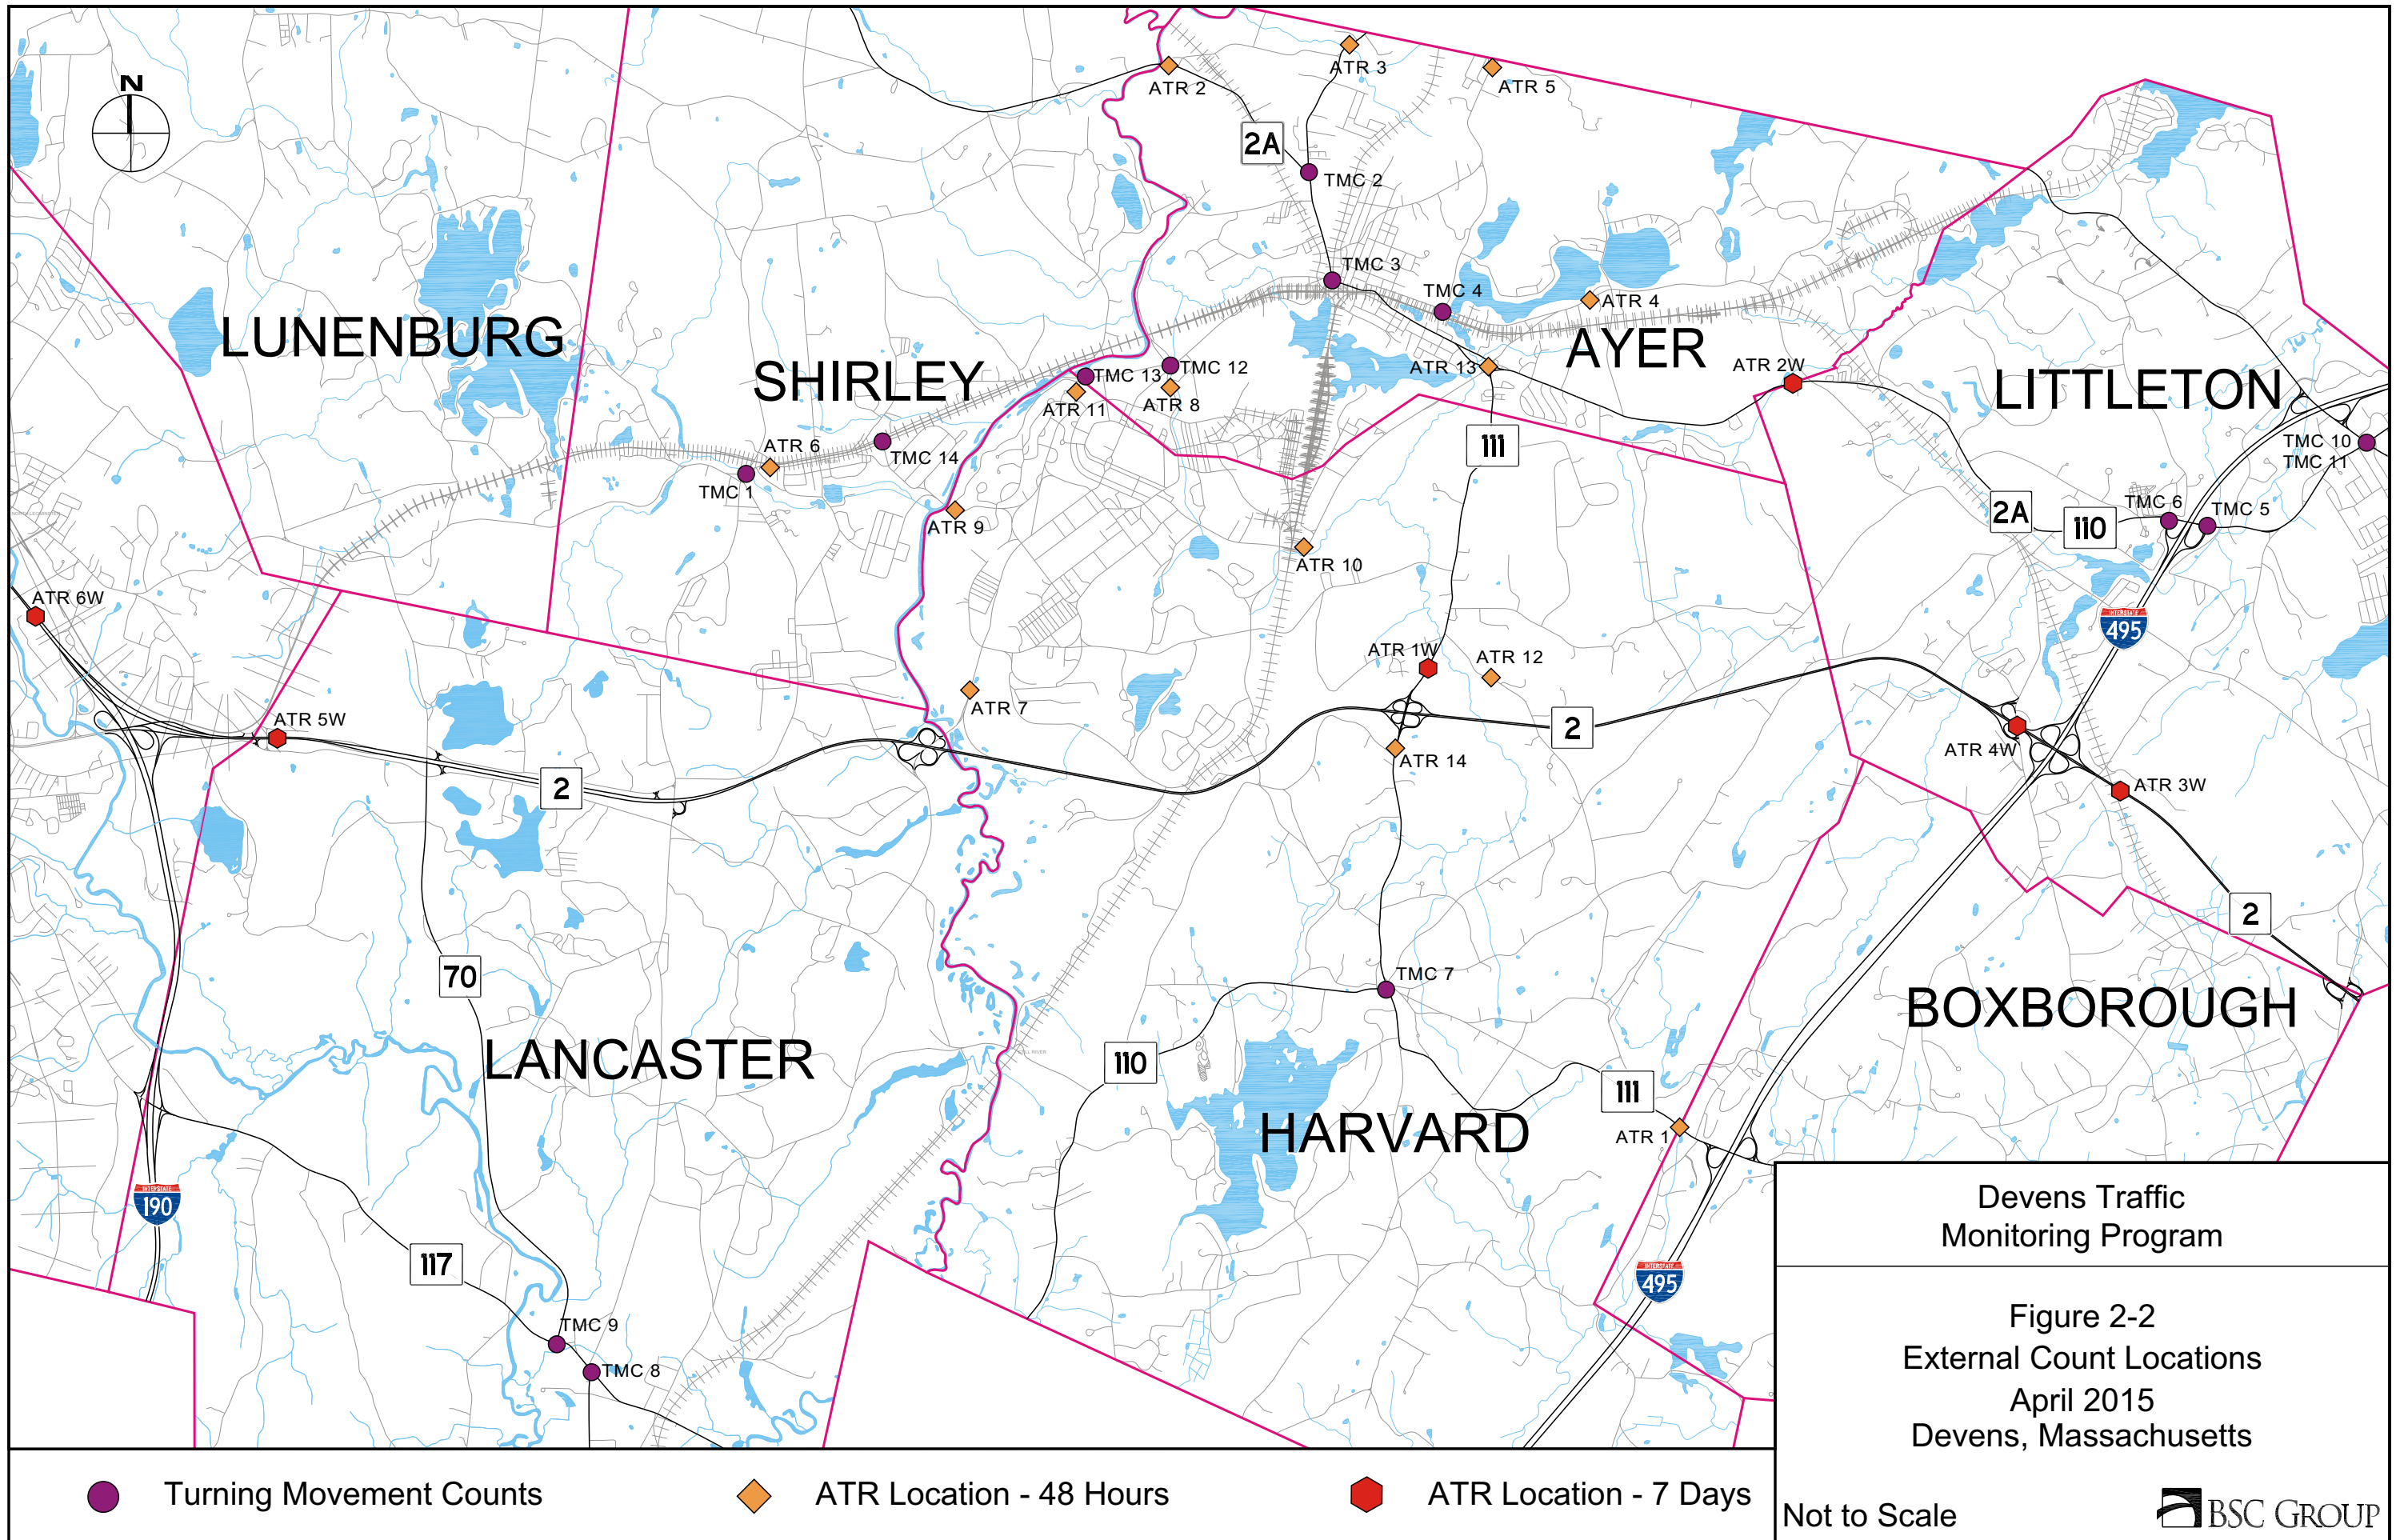 N
ATR 3
ATR 2
ATR 5
2A
TMC 2
TMC 3
TMC 4
ATR 4
LUNENBURG
SHIRLEY
AYER
LITTLETON
ATR 13
ATR 2W
TMC 13
TMC 12
ATR 11
ATR 8
111
TMC 10
TMC 11
ATR 6
TMC 14
TMC 1
ATR 9
2A
110
TMC 6
TMC 5
ATR 10
ATR 6W
INTERSTATE
495
ATR 1W
ATR 12
ATR 7
ATR 5W
2
2
ATR 14
ATR 4W
ATR 3W
2
70
TMC 7
BOXBOROUGH
LANCASTER
110
HARVARD
111
ATR 1
INTERSTATE
190
117
INTERSTATE
495
TMC 9
TMC 8
Devens Traffic
Monitoring Program
Figure 2-2
External Count Locations
April 2015
Devens, Massachusetts
Turning Movement Counts
ATR Location - 48 Hours
ATR Location - 7 Days
Not to Scale
BSC GROUP